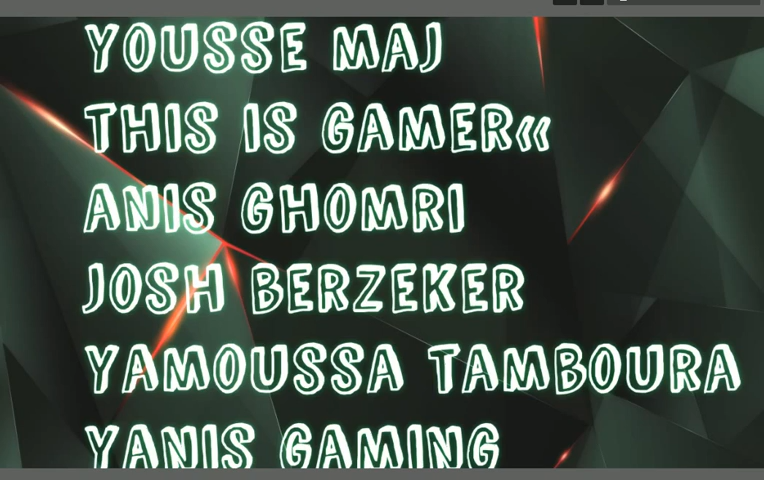 YOUSSE MAJ
THIS IS GAMER«
ANIS GHOMRI
JOSH BERZEKER
YAMOUSSA TAMBOURA
YANIS GAMING